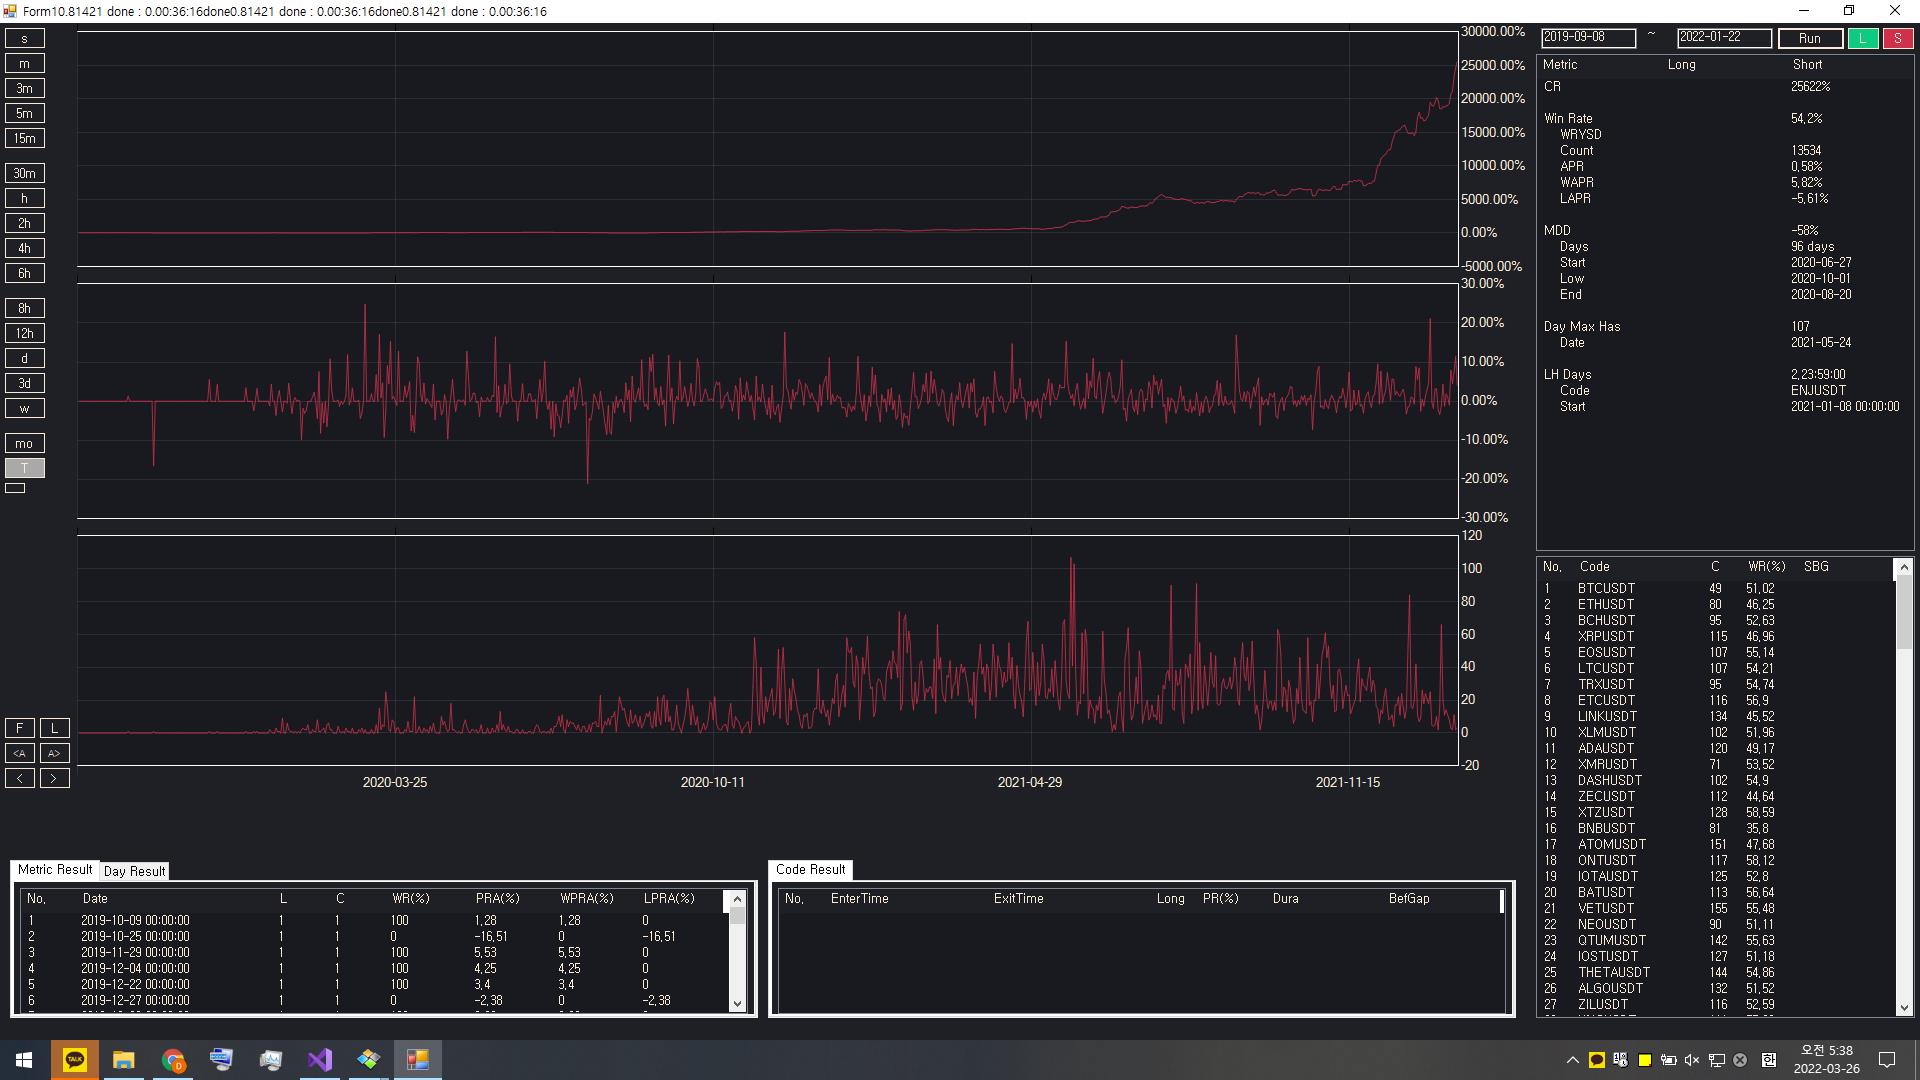 Form10.81421 done : 0.00:36:16done0.81421 done : 0.00:36:16done0.81421 done : 0.00:36:16
s
m
3m
5m
15m
30m
h
2h
4h
6h
8h
12h
d
3d
w
mo
T
F L
<A A>
< >
30000.00%
25000.00%
20000.00%
15000.00%
10000.00%
5000.00%
0.00%
-5000.00%
30.00%
20.00%
10.00%
0.00%
-10.00%
-20.00%
-30.00%
120
100
80
60
40
20
0
-20
2020-03-25 2020-10-11 2021-04-29 2021-11-15
2019-09-08 ~ 2022-01-22 Run L S
Metric Long Short
CR 25622%
Win Rate 54,2%
WRYSD
Count 13534
APR 0,58%
WAPR 5,82%
LAPR -5,61%
MDD -58%
Days 96 days
Start 2020-06-27
Low 2020-10-01
End 2020-08-20
Day Max Has 107
Date 2021-05-24
LH Days 2,23:59:00
Code ENJUSDT
Start 2021-01-08 00:00:00
No, Code C WR(%) SBG
1 BTCUSDT 49 51,02
2 ETHUSDT 80 46,25
3 BCHUSDT 95 52,63
4 XRPUSDT 115 46,96
5 EOSUSDT 107 55,14
6 LTCUSDT 107 54,21
7 TRXUSDT 95 54,74
8 ETCUSDT 116 56,9
9 LINKUSDT 134 45,52
10 XLMUSDT 102 51,96
11 ADAUSDT 120 49,17
12 XMRUSDT 71 53,52
13 DASHUSDT 102 54,9
14 ZECUSDT 112 44,64
15 XTZUSDT 128 58,59
16 BNBUSDT 81 35,8
17 ATOMUSDT 151 47,68
18 ONTUSDT 117 58,12
19 IOTAUSDT 125 52,8
20 BATUSDT 113 56,64
21 VETUSDT 155 55,48
22 NEOUSDT 90 51,11
23 QTUMUSDT 142 55,63
24 IOSTUSDT 127 51,18
25 THETAUSDT 144 54,86
26 ALGOUSDT 132 51,52
27 ZILUSDT 116 52,59
Metric Result Day Result
No, Date L C WR(%) PRA(%) WPRA(%) LPRA(%)
1 2019-10-09 00:00:00 1 1 100 1,28 1,28 0
2 2019-10-25 00:00:00 1 1 0 -16,51 0 -16,51
3 2019-11-29 00:00:00 1 1 100 5,53 5,53 0
4 2019-12-04 00:00:00 1 1 100 4,25 4,25 0
5 2019-12-22 00:00:00 1 1 100 3,4 3,4 0
6 2019-12-27 00:00:00 1 1 0 -2,38 0 -2,38
Code Result
No, EnterTime ExitTime Long PR(%) Dura BefGap
TALK
오전 5:38
2022-03-26